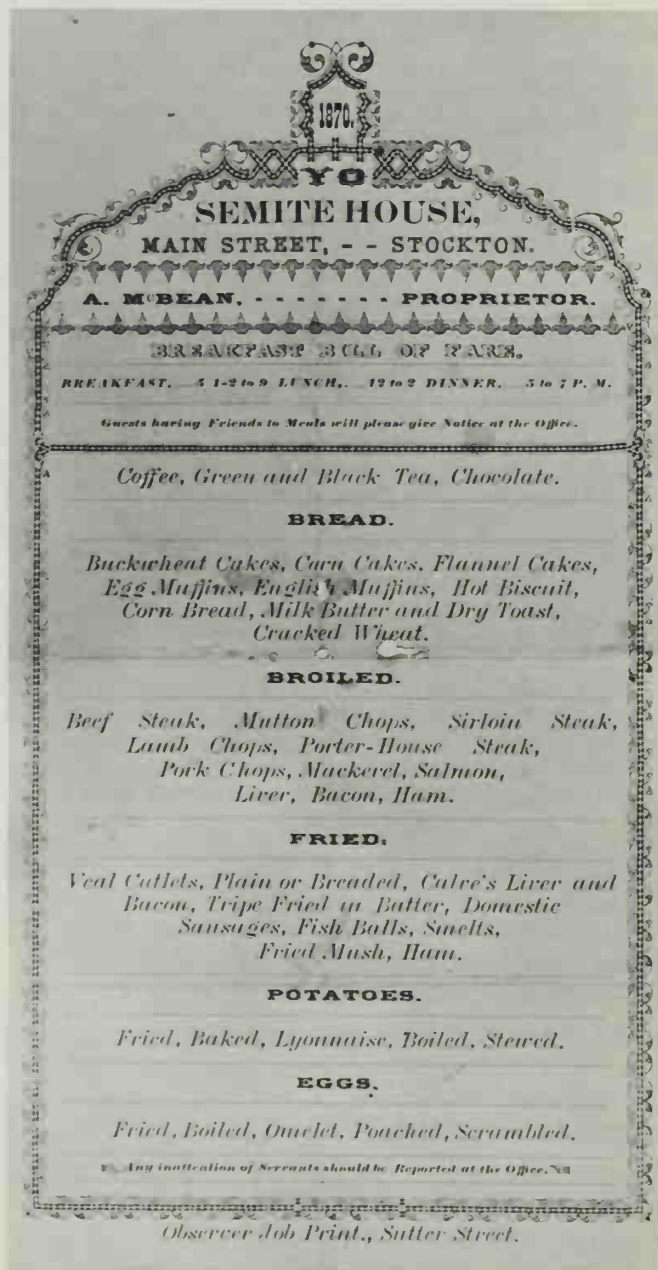 1870.
YO
SEMITE HOUSE,
MAIN STREET, - - STOCKTON.
A. McBEAN, - - - - - - - PROPRIETOR.
BREAKFAST BILL OF FARE.
BREAKFAST, 5 1-2 to 9 LUNCH,. 12 to 2 DINNER, 5 to 7 P. M.
Guests having Friends to Meals will please give Notice at the Office.
Coffee, Green and Black Tea, Chocolate.
BREAD.
Buckwheat Cakes, Corn Cakes, Flannel Cakes,
Egg Muffins, English Muffins, Hot Biscuit,
Corn Bread, Milk Butter and Dry Toast,
Cracked Wheat.
BROILED.
Beef Steak, Mutton Chops, Sirloin Steak,
Lamb Chops, Porter-House Steak,
Pork Chops, Mackerel, Salmon,
Liver, Bacon, Ham.
FRIED.
Veal Cutlets, Plain or Breaded, Calve's Liver and
Bacon, Tripe Fried in Batter, Domestic
Sausages, Fish Balls, Smelts,
Fried Mush, Ham.
POTATOES.
Fried, Baked, Lyonnaise, Boiled, Stewed.
EGGS.
Fried, Boiled, Omelet, Poached, Scrambled.
Any inattention of Servants should be Reported at the Office.
Observer Job Print., Sutter Street.